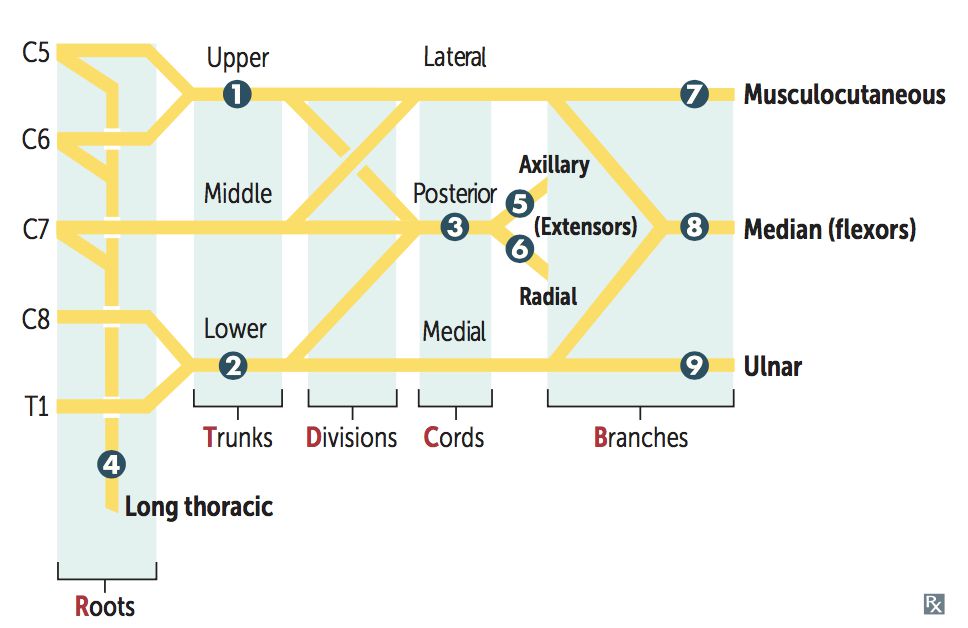 C5
Upper
Lateral
1
7
Musculocutaneous
C6
Axillary
Middle
Posterior
5
C7
3
(Extensors)
8
Median (flexors)
6
Radial
C8
Lower
Medial
2
9
Ulnar
T1
Trunks
Divisions
Cords
Branches
4
Long thoracic
Roots
RX